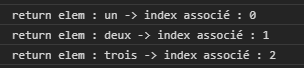 return elem : un -> index associé : 0
return elem : deux -> index associé : 1
return elem : trois -> index associé : 2